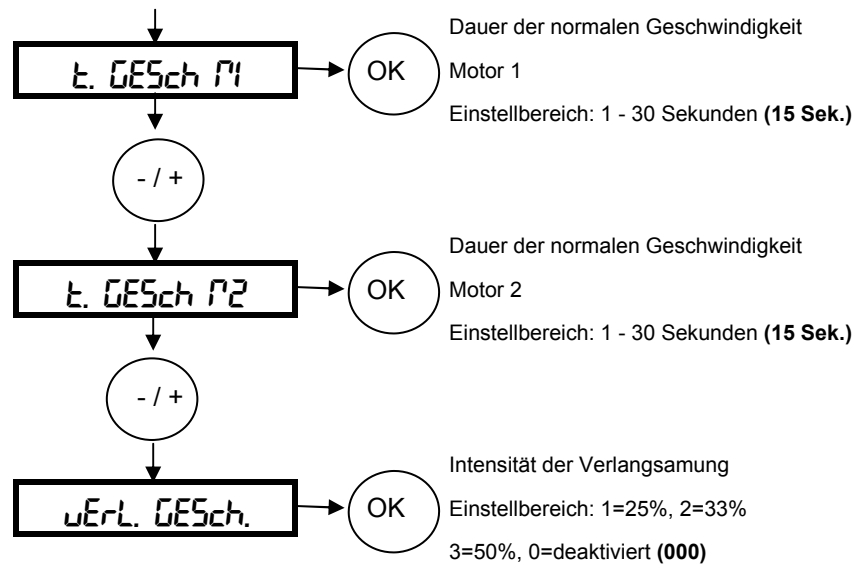 Dauer der normalen Geschwindigkeit
t. GESch M1
OK
Motor 1
Einstellbereich: 1 - 30 Sekunden (15 Sek.)
- / +
Dauer der normalen Geschwindigkeit
t. GESch M2
OK
Motor 2
Einstellbereich: 1 - 30 Sekunden (15 Sek.)
- / +
Intensität der Verlangsamung
vErL. GESch.
OK
Einstellbereich: 1=25%, 2=33%
3=50%, 0=deaktiviert (000)